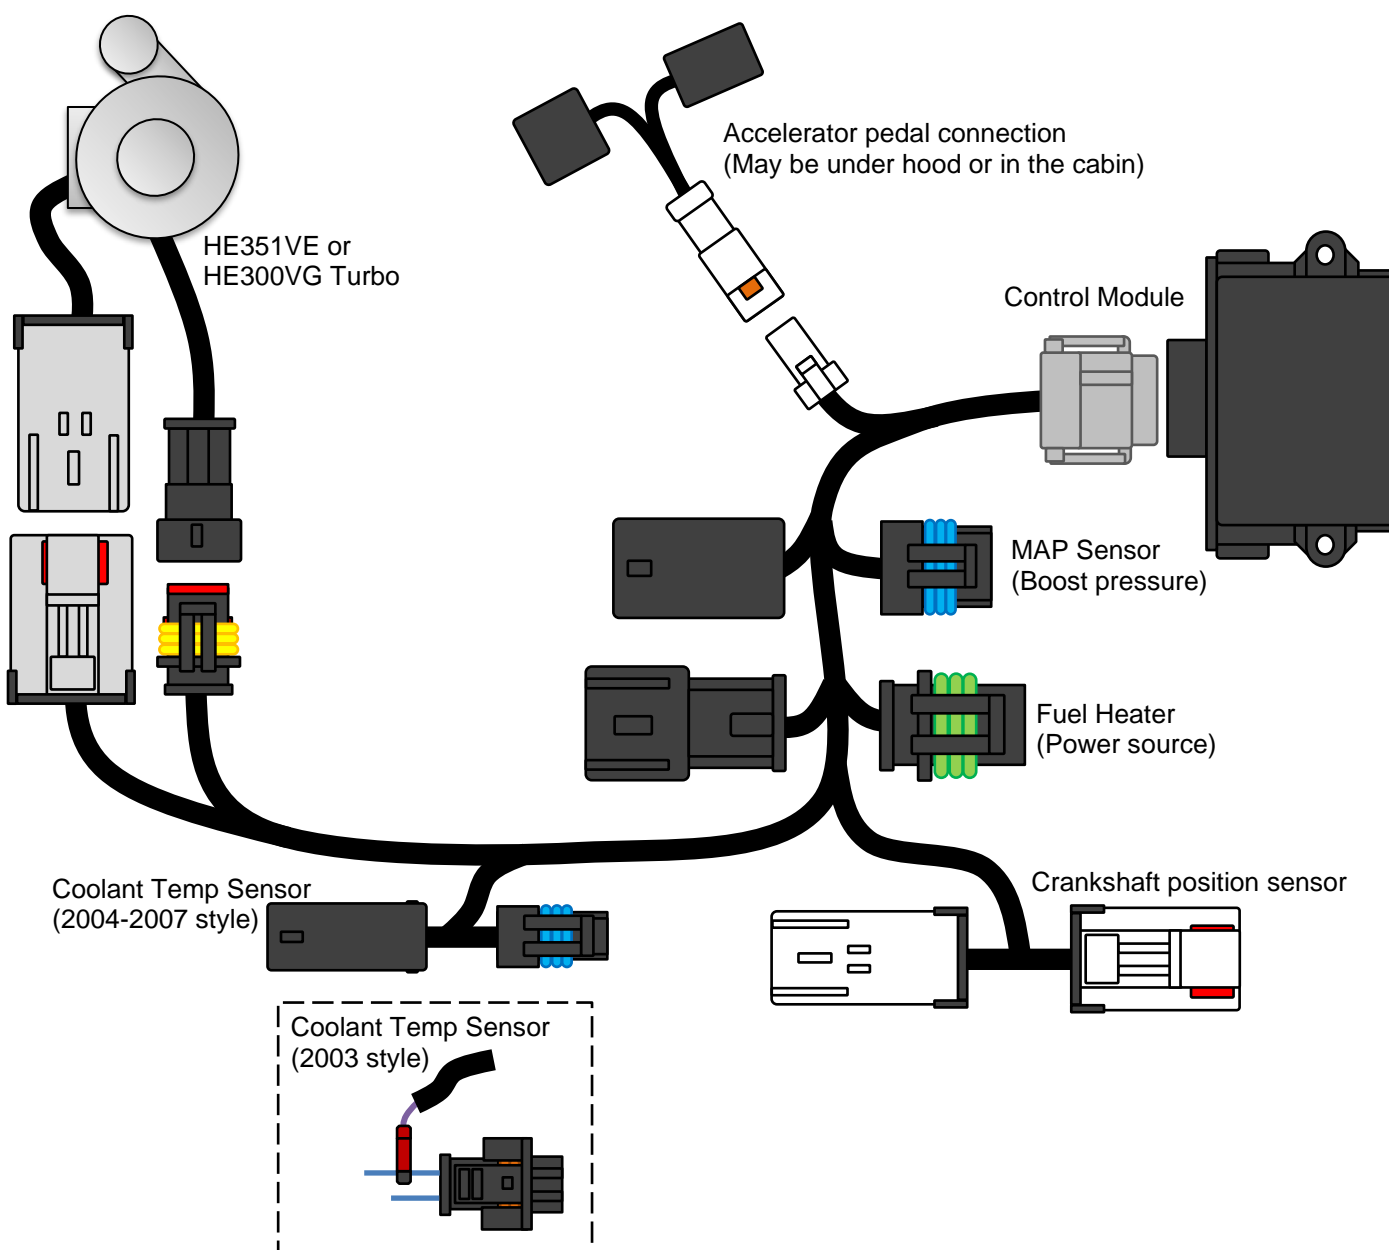 Accelerator pedal connection
(May be under hood or in the cabin)
HE351VE or
HE300VG Turbo
Control Module
MAP Sensor
(Boost pressure)
Fuel Heater
(Power source)
Coolant Temp Sensor
(2004-2007 style)
Crankshaft position sensor
Coolant Temp Sensor
(2003 style)